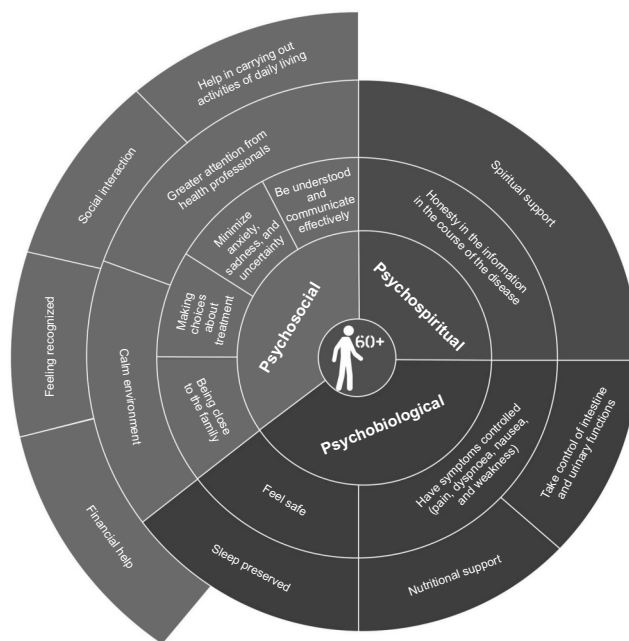 Help in carrying out
activities of daily living
Social interaction
Greater attention from
health professionals
Spiritual support
Be understood
and
communicate
effectively
Minimize
anxiety,
sadness, and
uncertainty
Honesty in the information
in the course of the disease
Making
choices
about
treatment
Psychosocial
Psychospiritual
60+
Feeling recognized
Calm environment
Being close
to the family
Psychobiological
Have symptoms controlled
(pain, dyspnoea, nausea,
and weakness)
Take control of intestine
and urinary functions
Feel safe
Financial help
Sleep preserved
Nutritional support